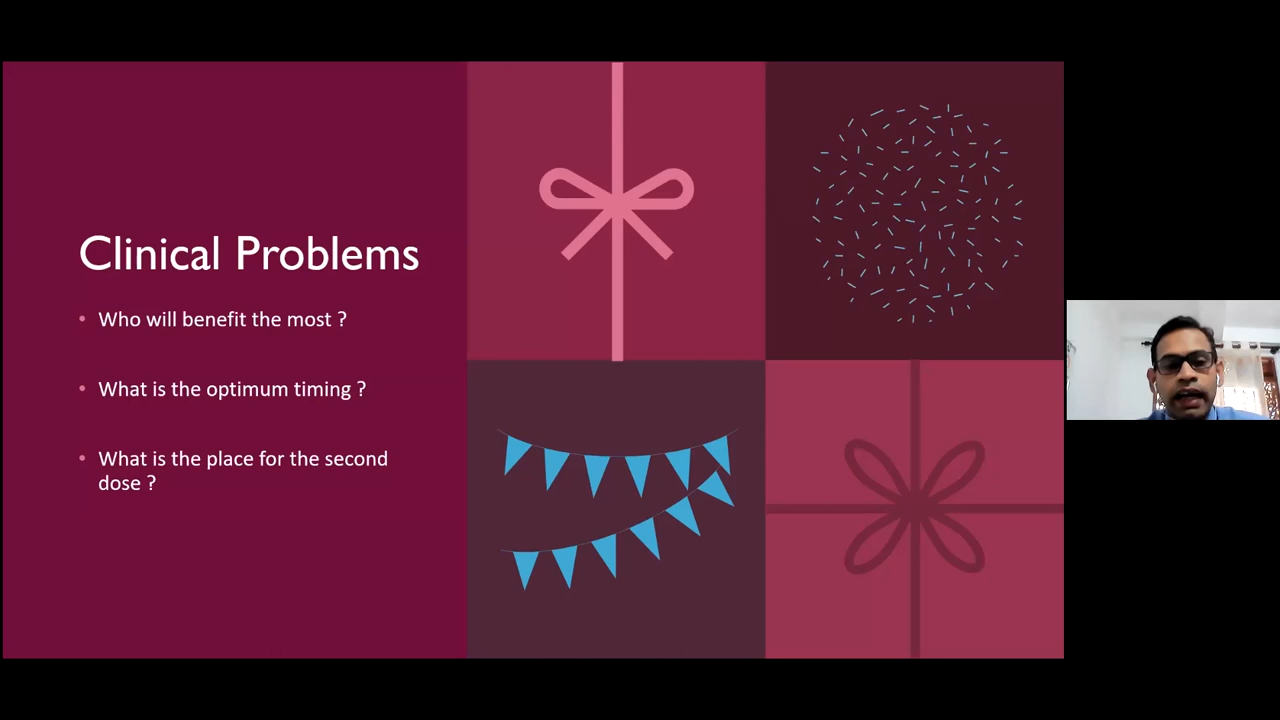 Clinical Problems
• Who will benefit the most ?
• What is the optimum timing ?
• What is the place for the second
dose ?